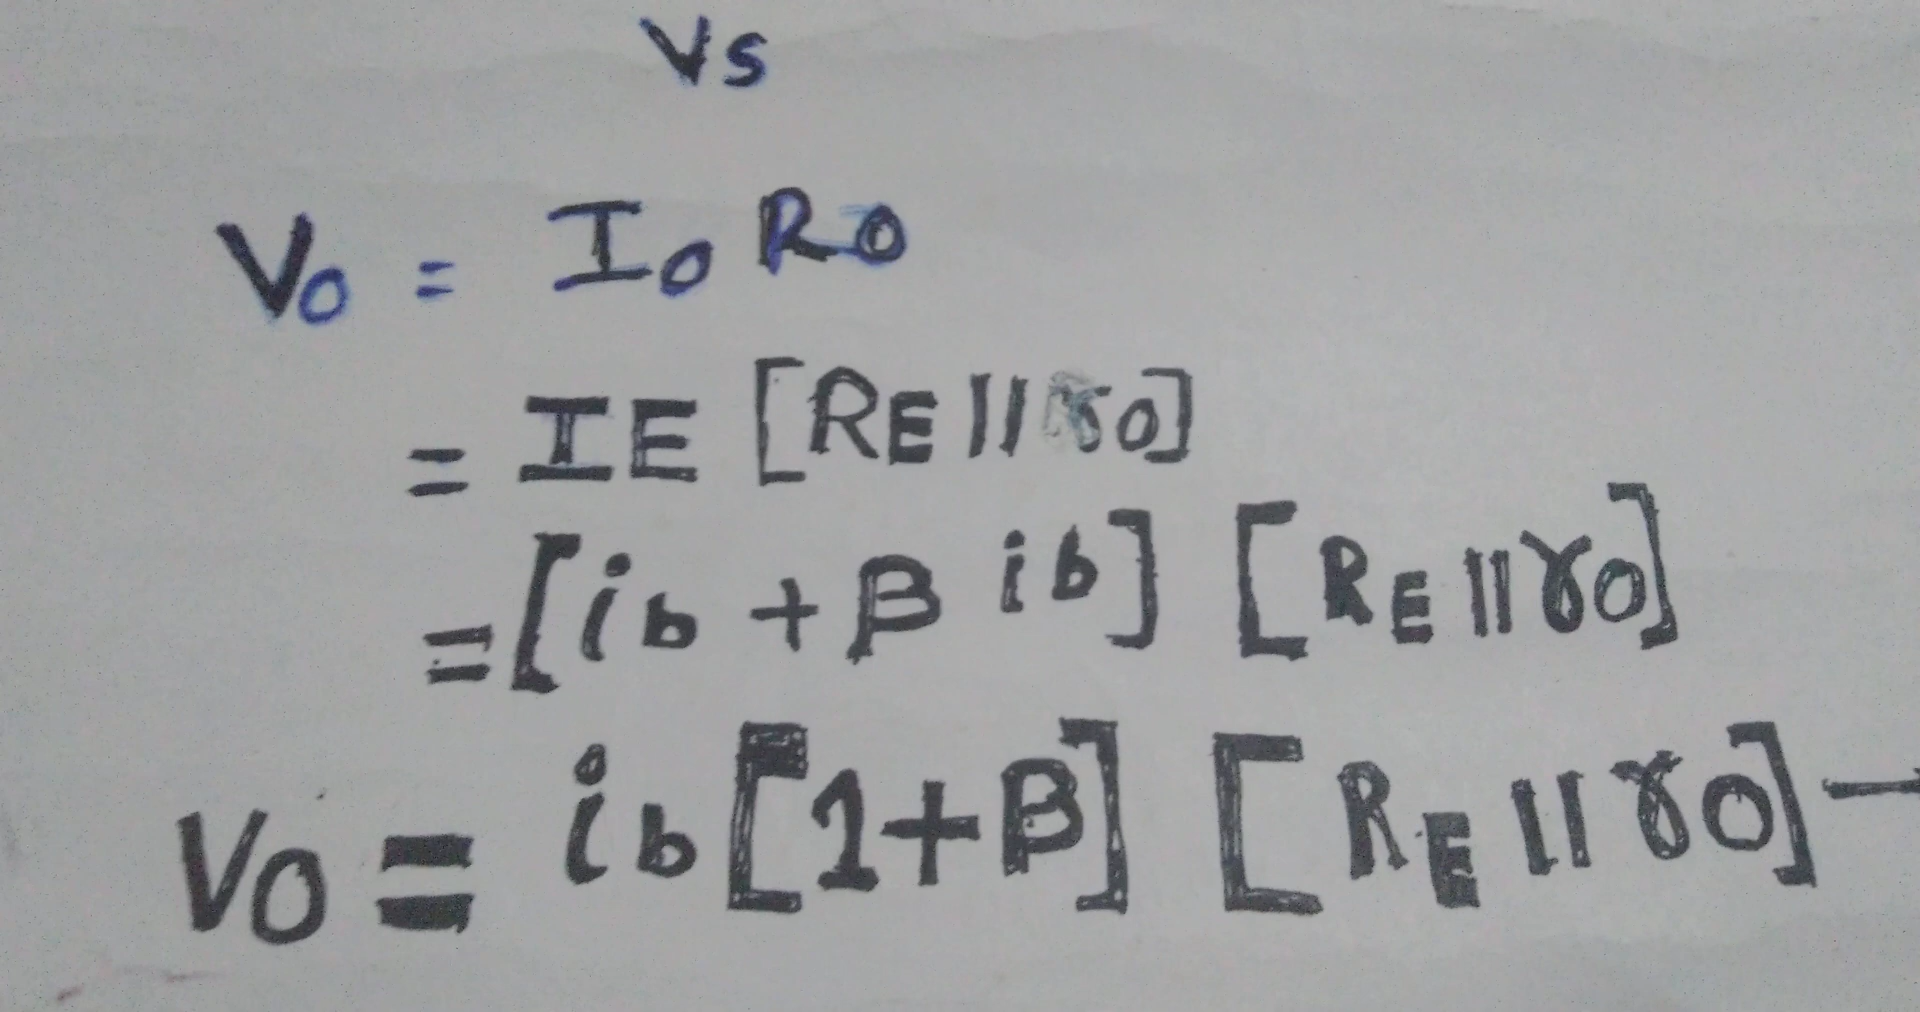 Vs
Vo = Io Ro
= IE [RE || ro]
= [ib + β ib] [RE || ro]
Vo = ib [1+β] [RE || ro] —